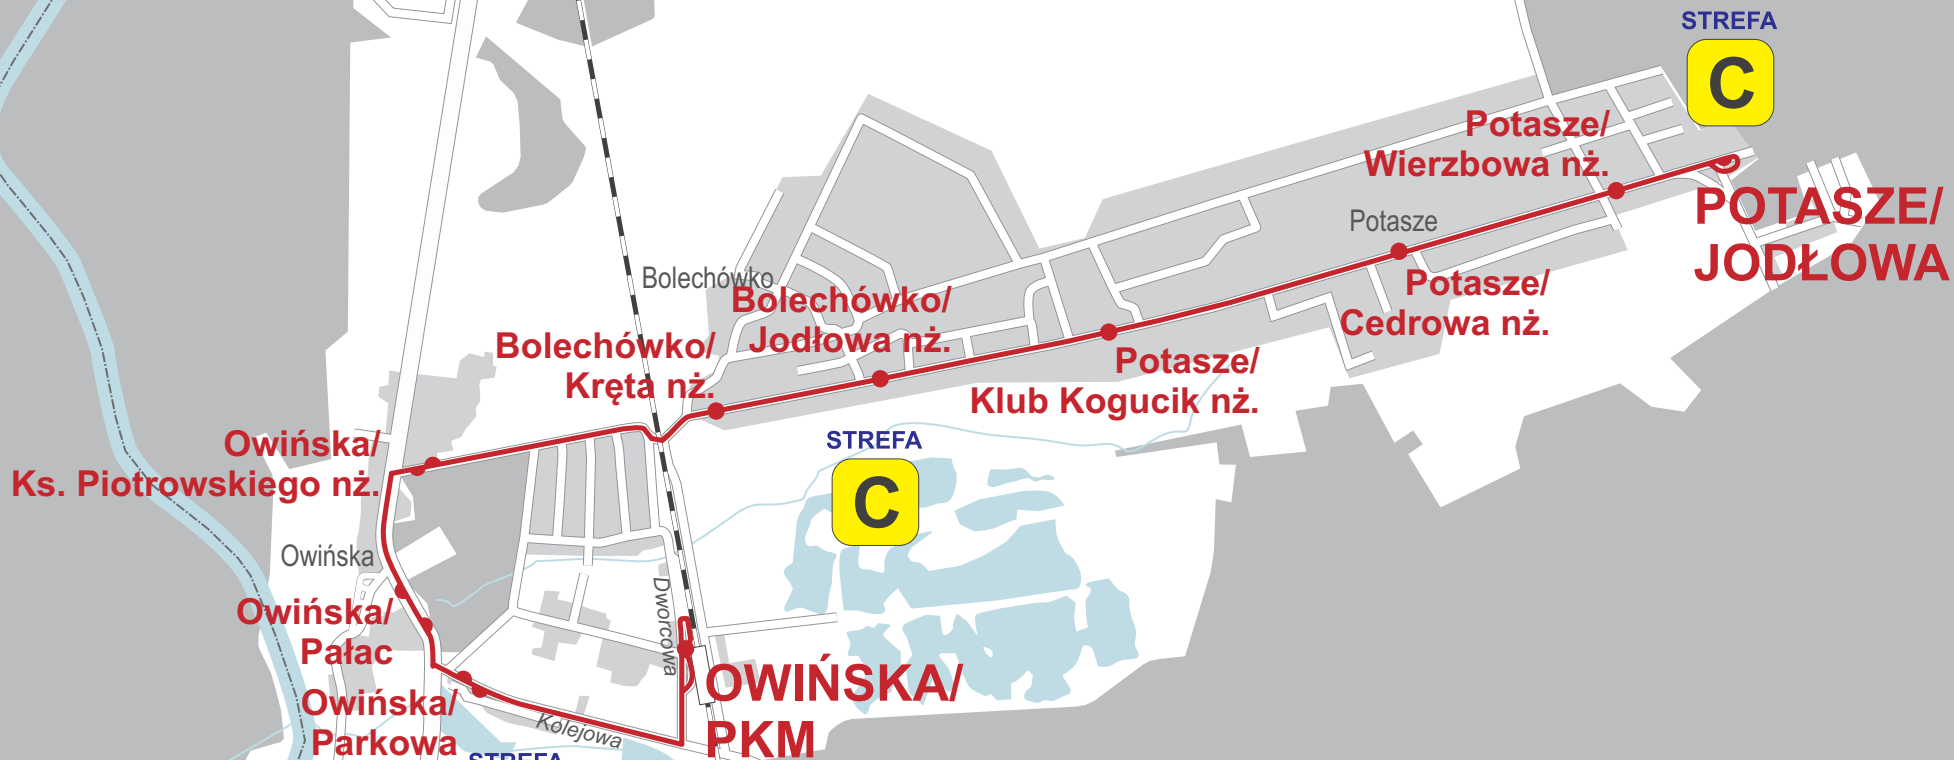 STREFA
C
Potasze/
Wierzbowa nż.
POTASZE/
JODŁOWA
Potasze
Potasze/
Cedrowa nż.
Bolechówko
Bolechówko/
Jodłowa nż.
Bolechówko/
Kręta nż.
Potasze/
Klub Kogucik nż.
Owińska/
Ks. Piotrowskiego nż.
STREFA
C
Owińska
Owińska/
Pałac
Dworcowa
OWIŃSKA/
PKM
Owińska/
Parkowa
Kolejowa
STREFA